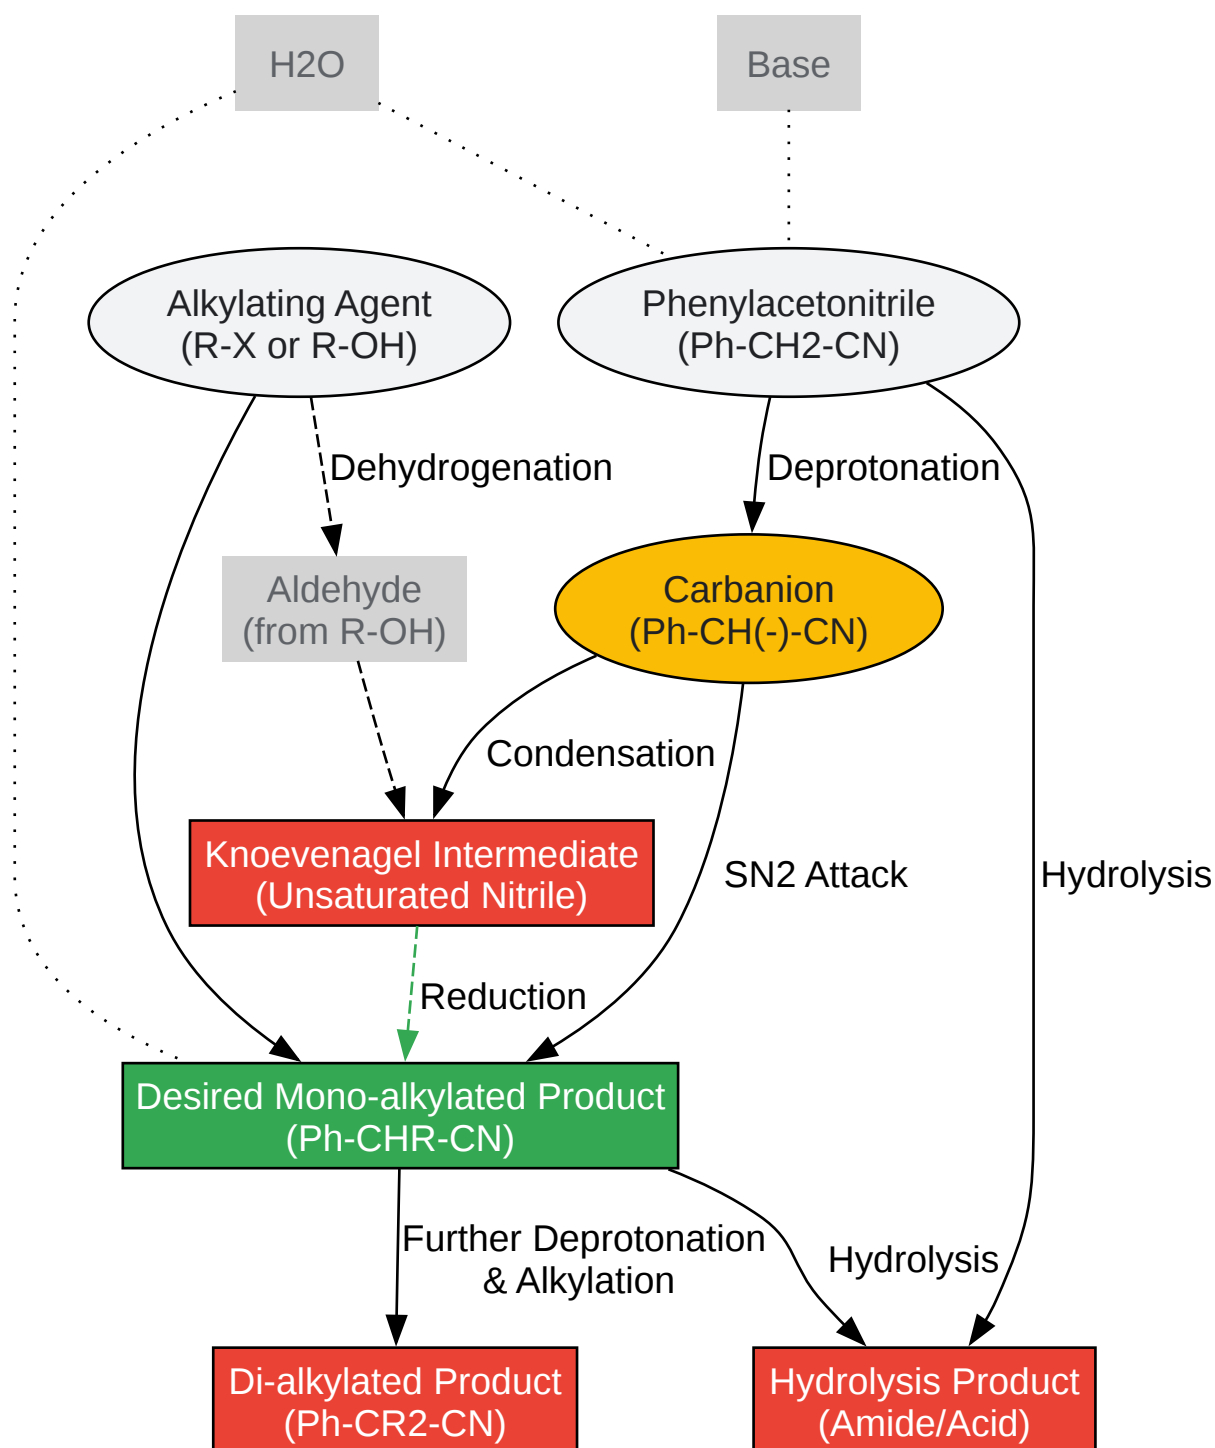 H2O
Base
Alkylating Agent
(R-X or R-OH)
Phenylacetonitrile
(Ph-CH2-CN)
Dehydrogenation
Deprotonation
Aldehyde
(from R-OH)
Carbanion
(Ph-CH(-)-CN)
Condensation
Knoevenagel Intermediate
(Unsaturated Nitrile)
SN2 Attack
Hydrolysis
Reduction
Desired Mono-alkylated Product
(Ph-CHR-CN)
Further Deprotonation
& Alkylation
Hydrolysis
Di-alkylated Product
(Ph-CR2-CN)
Hydrolysis Product
(Amide/Acid)